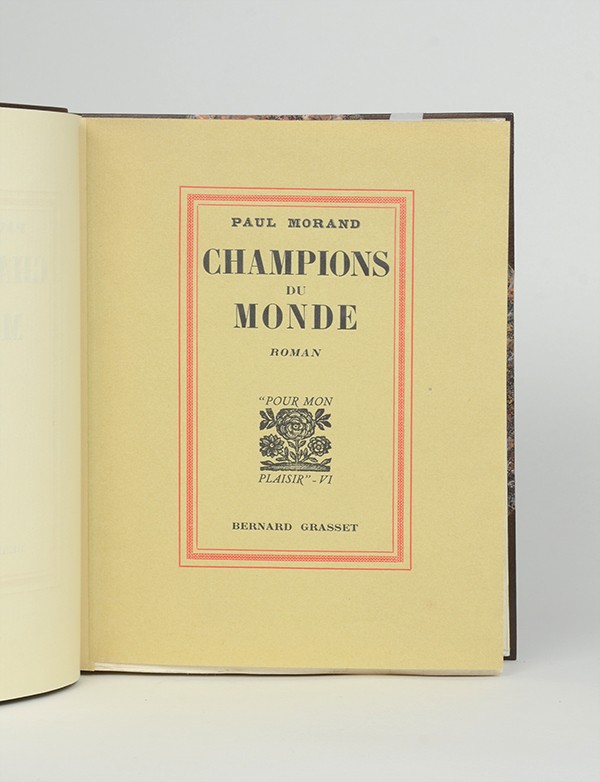 PAUL MORAND
CHAMPIONS
DU
MONDE
ROMAN
"POUR MON
PLAISIR"-VI
BERNARD GRASSET